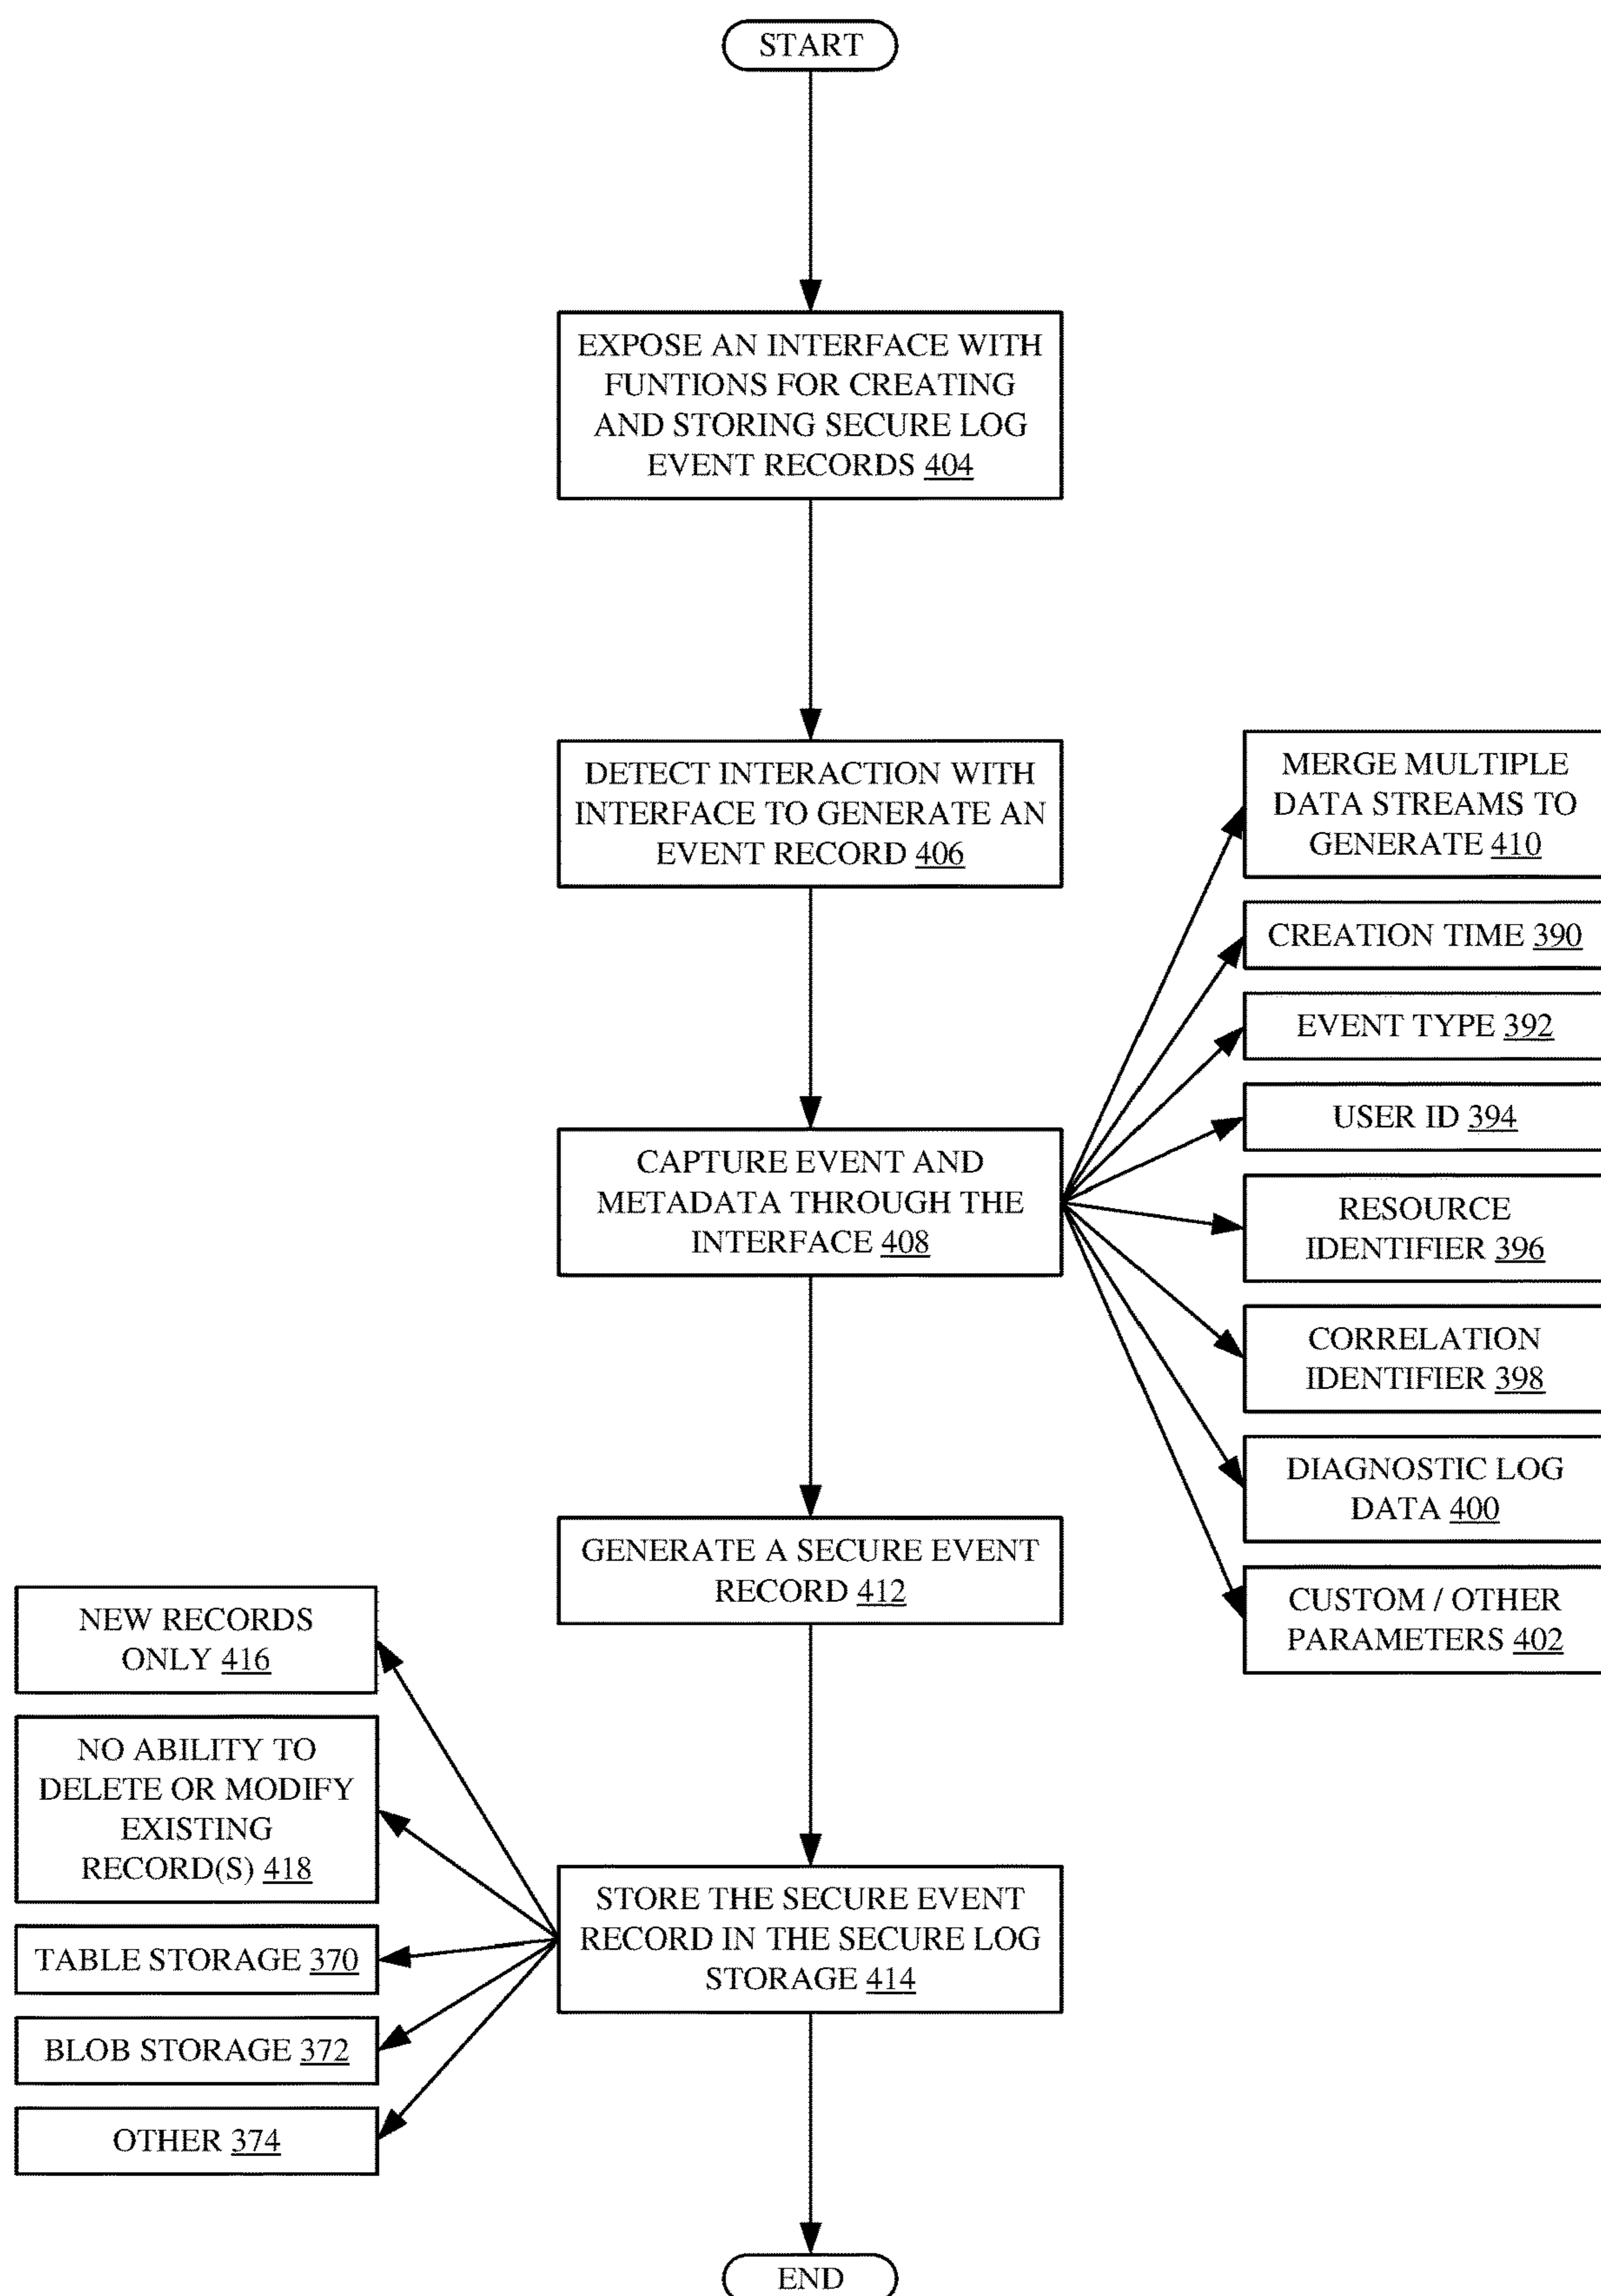 START
EXPOSE AN INTERFACE WITH
FUNTIONS FOR CREATING
AND STORING SECURE LOG
EVENT RECORDS 404
DETECT INTERACTION WITH
INTERFACE TO GENERATE AN
EVENT RECORD 406
MERGE MULTIPLE
DATA STREAMS TO
GENERATE 410
CREATION TIME 390
EVENT TYPE 392
USER ID 394
CAPTURE EVENT AND
METADATA THROUGH THE
INTERFACE 408
RESOURCE
IDENTIFIER 396
CORRELATION
IDENTIFIER 398
DIAGNOSTIC LOG
DATA 400
CUSTOM / OTHER
PARAMETERS 402
GENERATE A SECURE EVENT
RECORD 412
NEW RECORDS
ONLY 416
NO ABILITY TO
DELETE OR MODIFY
EXISTING
RECORD(S) 418
TABLE STORAGE 370
BLOB STORAGE 372
OTHER 374
STORE THE SECURE EVENT
RECORD IN THE SECURE LOG
STORAGE 414
END